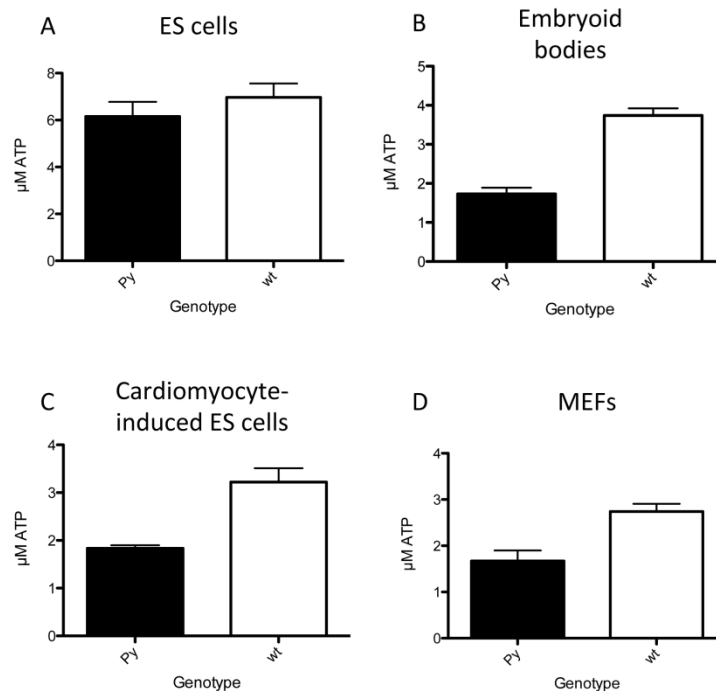 A
ES cells
8
6
4
2
0
µM ATP
Py
wt
Genotype
B
Embryoid
bodies
5
4
3
2
1
0
µM ATP
Py
wt
Genotype
C
Cardiomyocyte-
induced ES cells
4
3
2
1
0
µM ATP
Py
wt
Genotype
D
MEFs
4
3
2
1
0
µM ATP
Py
wt
Genotype